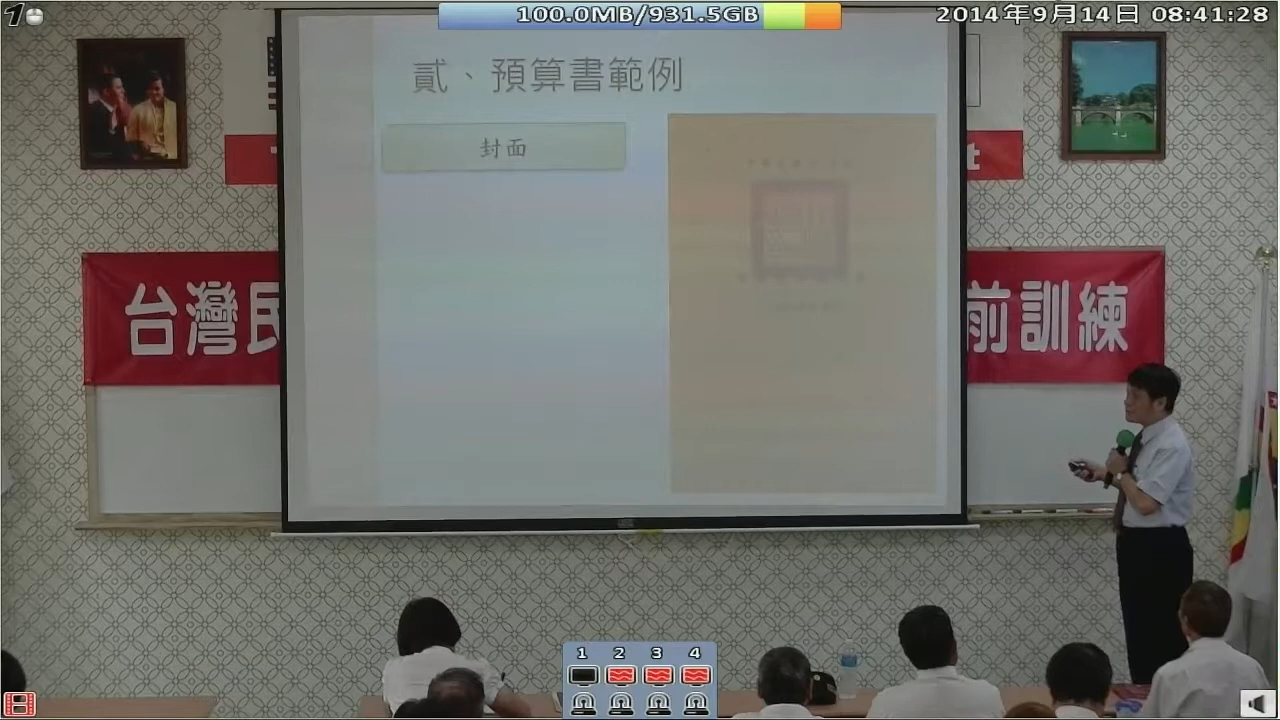 1
100.0MB/931.5GB
2014年9月14日 08:41:28
貳、預算書範例
封面
t
台灣民
前訓練
1 2 3 4